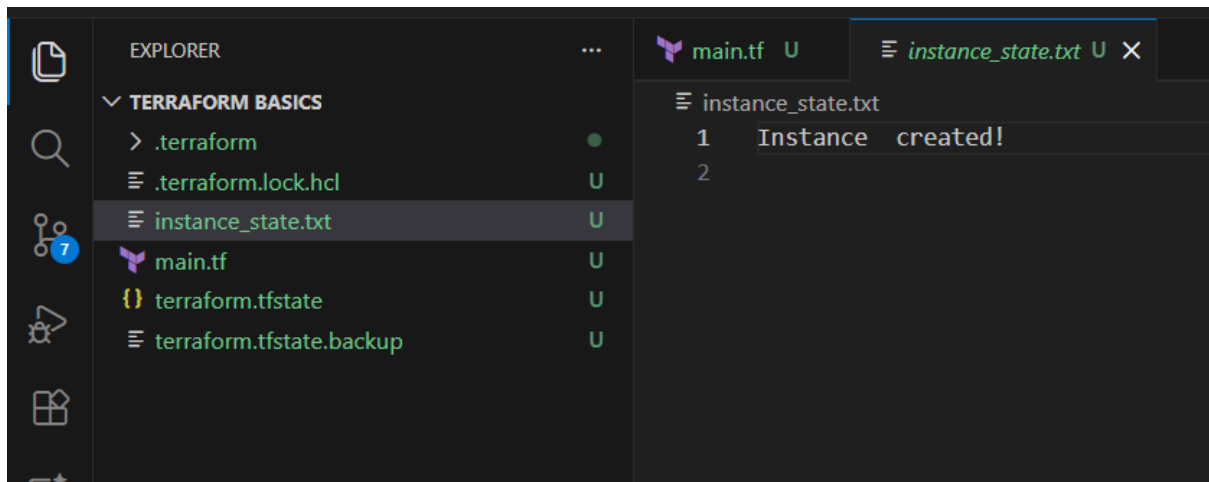 EXPLORER
TERRAFORM BASICS
.terraform
.terraform.lock.hcl U
instance_state.txt U
main.tf U
{} terraform.tfstate U
terraform.tfstate.backup U
7
main.tf U
instance_state.txt U
instance_state.txt
1 Instance  created!
2